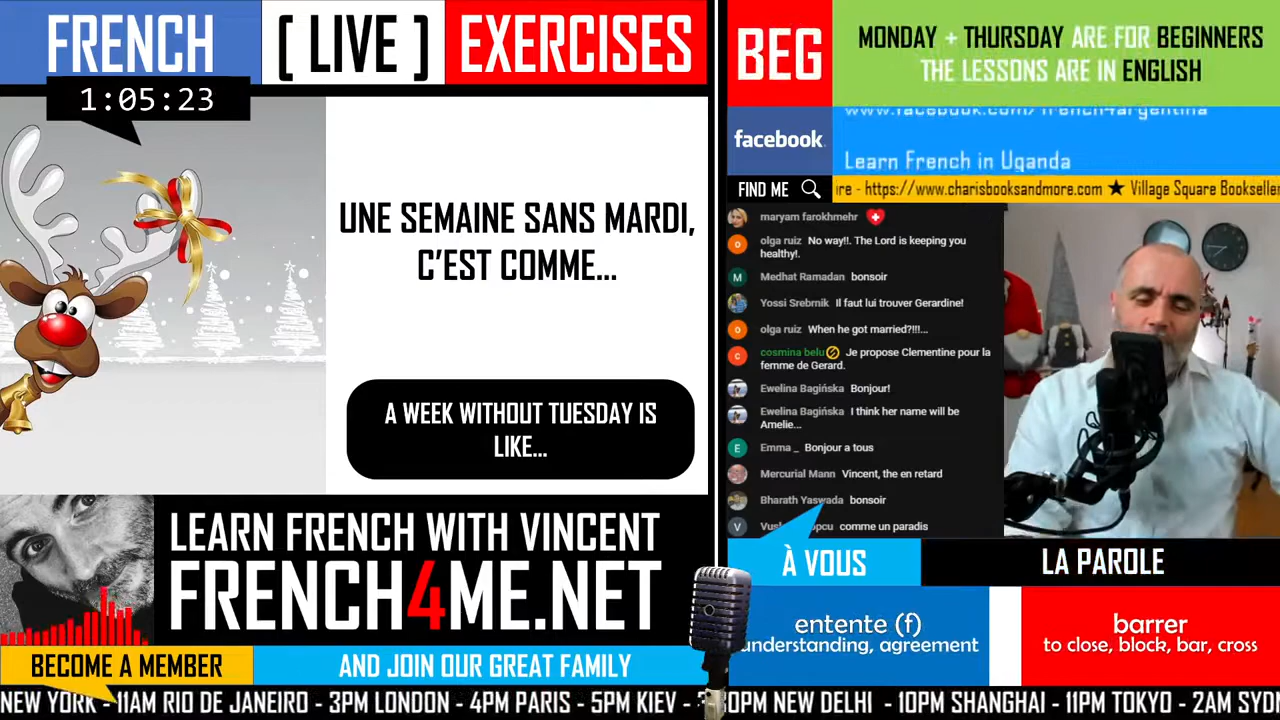 FRENCH
[ LIVE ]
EXERCISES
1:05:23
UNE SEMAINE SANS MARDI,
C'EST COMME...
A WEEK WITHOUT TUESDAY IS
LIKE...
LEARN FRENCH WITH VINCENT
FRENCH4ME.NET
BECOME A MEMBER
AND JOIN OUR GREAT FAMILY
BEG
MONDAY + THURSDAY ARE FOR BEGINNERS
THE LESSONS ARE IN ENGLISH
facebook.
www.facebook.com/french4argentina
Learn French in Uganda
FIND ME
- https://www.charisbooksandmore.com ★ Village Square
maryam farokhmehr
olga ruiz No way!!. The Lord is keeping you
healthy!.
Medhat Ramadan bonsoir
Yossi Srebrnik Il faut lui trouver Gerardine!
olga ruiz When he got married?!!!...
cosmina belu Je propose Clementine pour la
femme de Gerard.
Ewelina Bagińska Bonjour!
Ewelina Bagińska I think her name will be
Amelie...
Emma _ Bonjour a tous
Mercurial Mann Vincent, the en retard
Bharath Yaswada bonsoir
comme un paradis
À VOUS
LA PAROLE
entente (f)
understanding, agreement
barrer
to close, block, bar, cross
NEW YORK - 11AM RIO DE JANEIRO - 3PM LONDON - 4PM PARIS - 5PM KIEV - NEW DELHI - 10PM SHANGHAI - 11PM TOKYO - 2AM